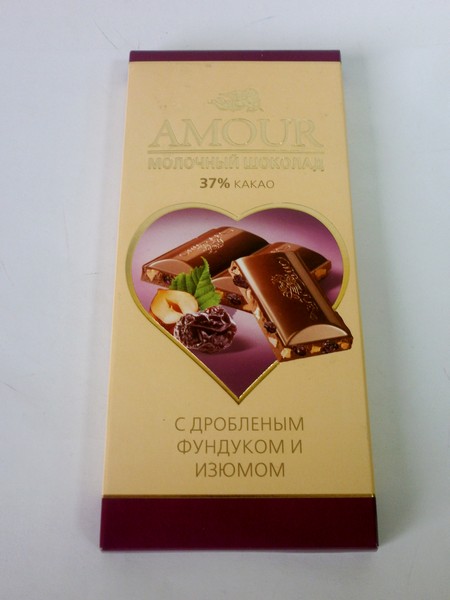 AMOUR
МОЛОЧНЫЙ ШОКОЛАД
37% КАКАО
С ДРОБЛЕНЫМ
ФУНДУКОМ И
ИЗЮМОМ